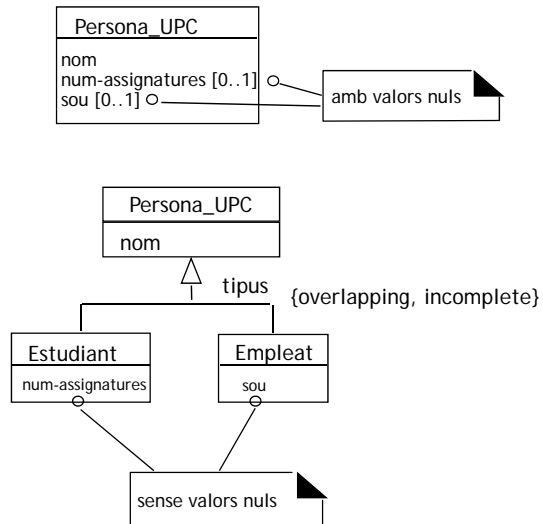 Persona_UPC
nom
num-assignatures [0..1]
sou [0..1]
amb valors nuls
Persona_UPC
nom
tipus
{overlapping, incomplete}
Estudiant
num-assignatures
Empleat
sou
sense valors nuls